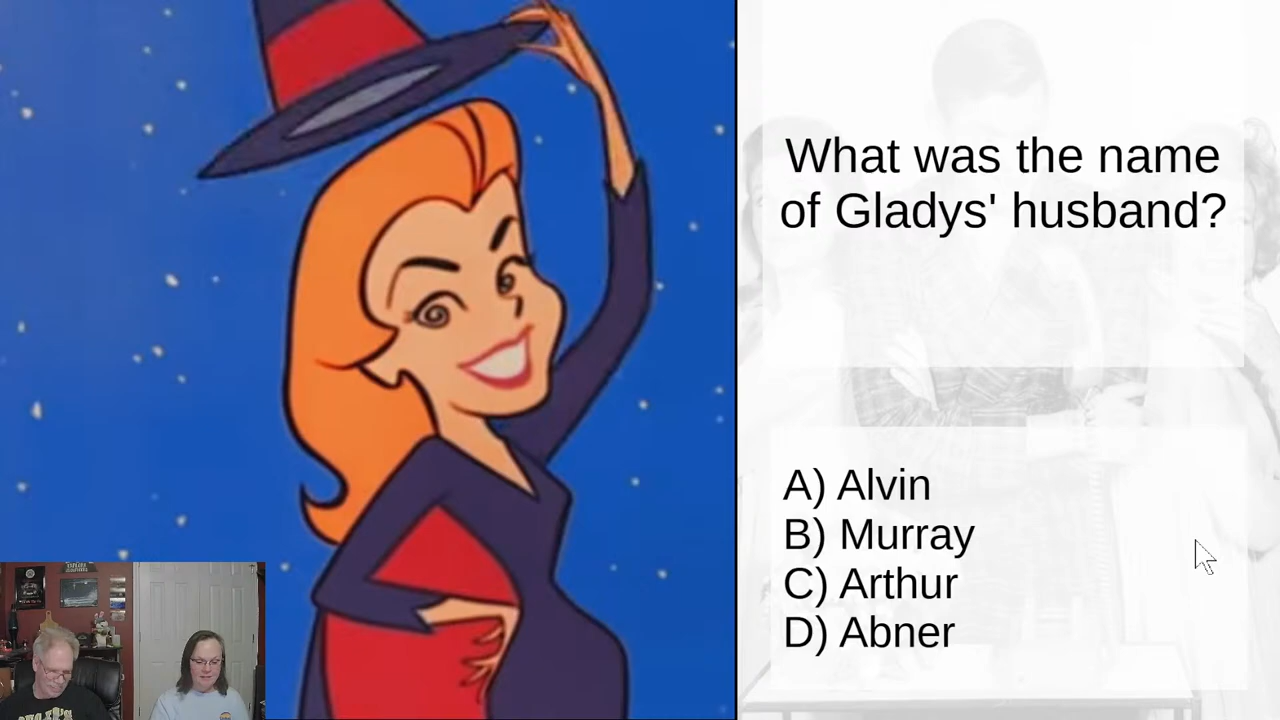 What was the name
of Gladys' husband?
A) Alvin
B) Murray
C) Arthur
D) Abner